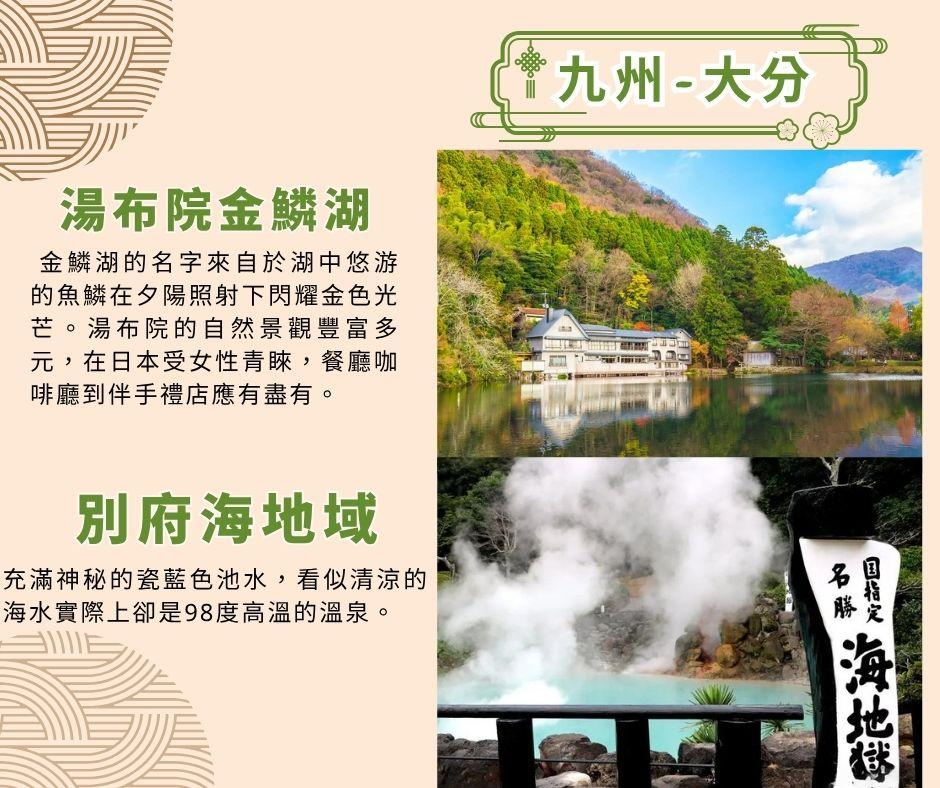 九州-大分
湯布院金鱗湖
金鱗湖的名字來自於湖中悠游
的魚鱗在夕陽照射下閃耀金色光
芒。湯布院的自然景觀豐富多
元，在日本受女性青睞，餐廳咖
啡廳到伴手禮店應有盡有。
別府海地域
充滿神秘的瓷藍色池水，看似清涼的
海水實際上卻是98度高溫的溫泉。
国指定
名勝
海地獄